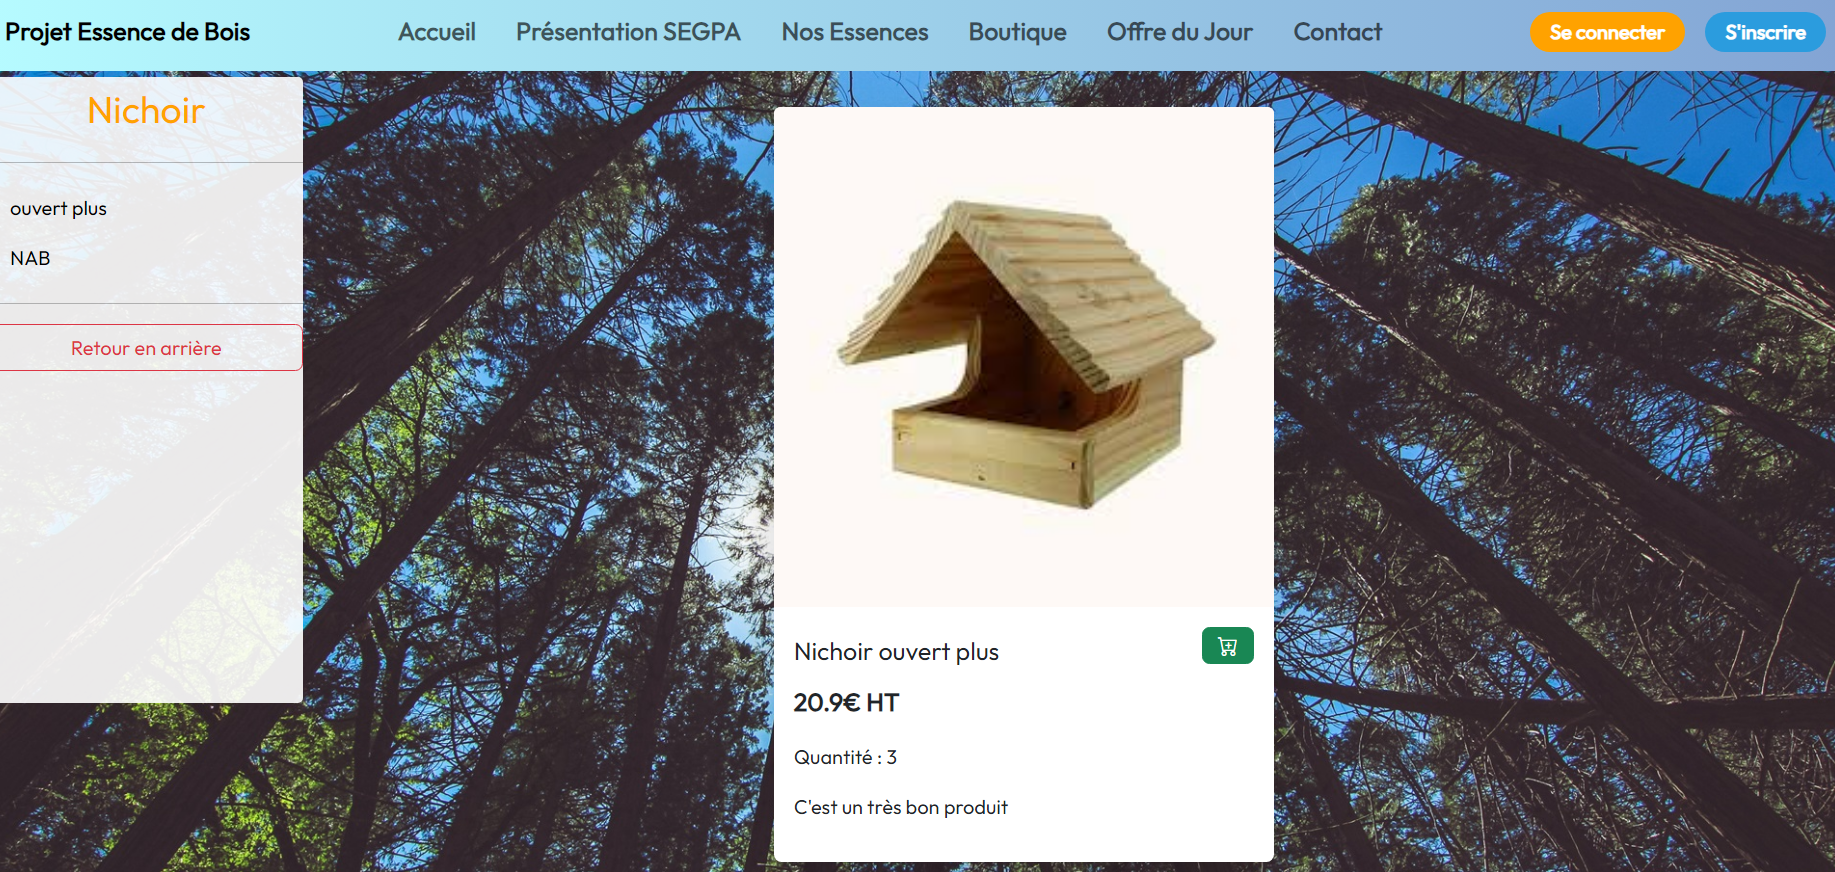 Projet Essence de Bois
Accueil
Présentation SEGPA
Nos Essences
Boutique
Offre du Jour
Contact
Se connecter
S'inscrire
Nichoir
ouvert plus
NAB
Retour en arrière
Nichoir ouvert plus
20.9€ HT
Quantité : 3
C'est un très bon produit